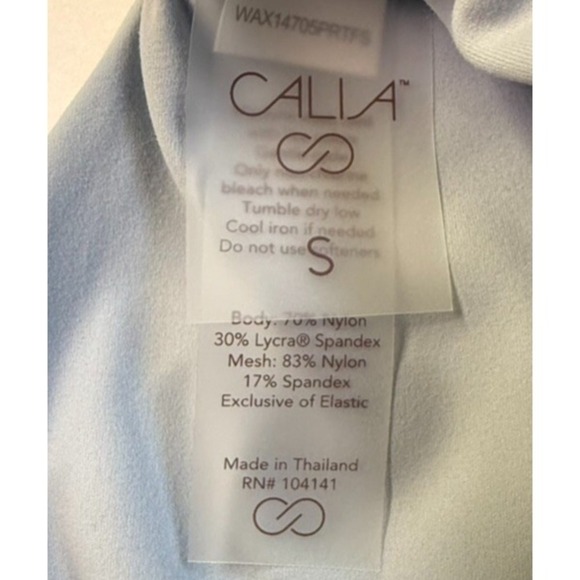 WAX14705PRTFS
CALIA™
Only
bleach when needed
Tumble dry low
Cool iron if needed
Do not use softeners
S
Body: 70% Nylon
30% Lycra® Spandex
Mesh: 83% Nylon
17% Spandex
Exclusive of Elastic
Made in Thailand
RN# 104141